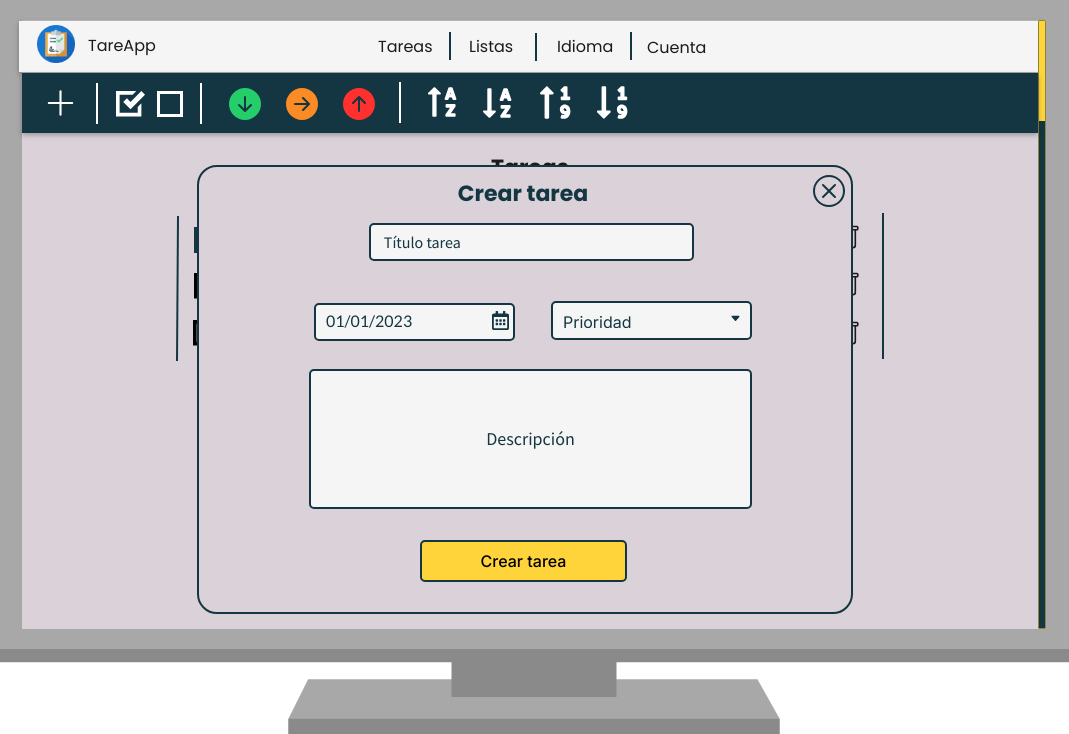 TareApp
Tareas
Listas
Idioma
Cuenta
A
Z
A
Z
1
9
1
9
Tareas
Crear tarea
Título tarea
01/01/2023
Prioridad
Descripción
Crear tarea